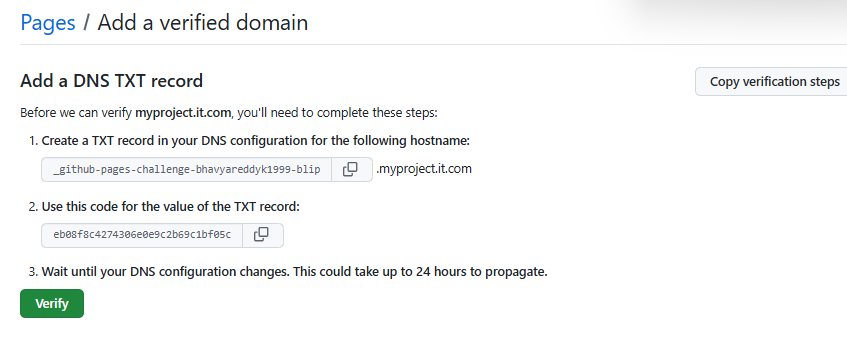 Pages / Add a verified domain
Add a DNS TXT record
Copy verification steps
Before we can verify myproject.it.com, you'll need to complete these steps:
1. Create a TXT record in your DNS configuration for the following hostname:
_github-pages-challenge-bhavyareddyk1999-blip .myproject.it.com
2. Use this code for the value of the TXT record:
eb08f8c4274306e0e9c2b69c1bf05c
3. Wait until your DNS configuration changes. This could take up to 24 hours to propagate.
Verify